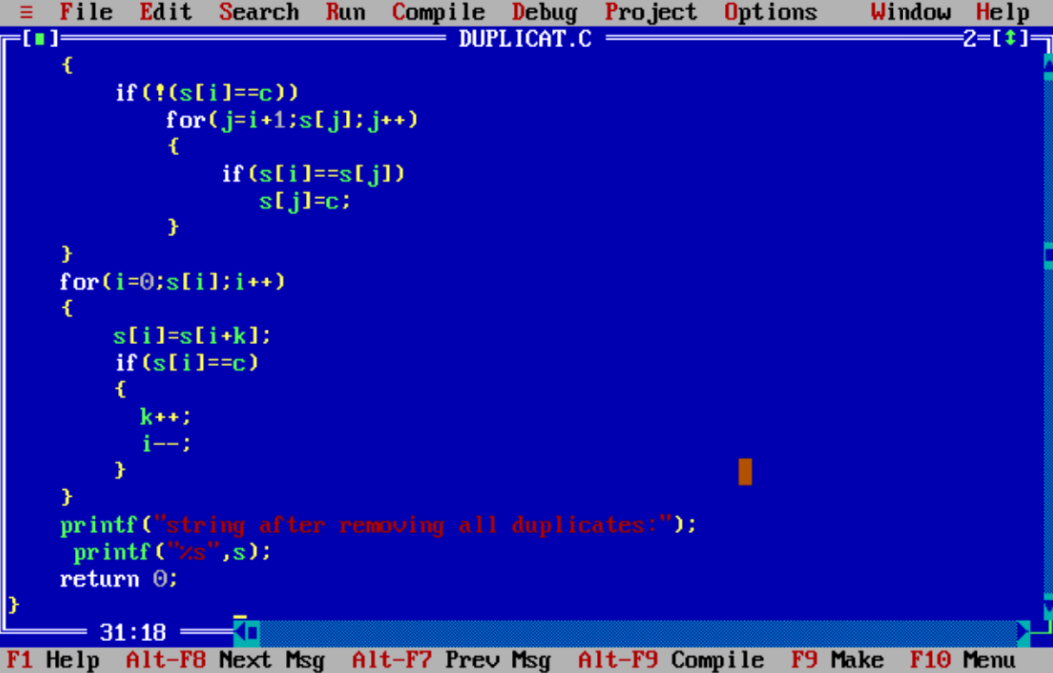 ≡ File Edit Search Run Compile Debug Project Options Window Help
[■] DUPLICAT.C 2=[↕]
{
if(!(s[i]==c))
for(j=i+1;s[j];j++)
{
if(s[i]==s[j])
s[j]=c;
}
}
for(i=0;s[i];i++)
{
s[i]=s[i+k];
if(s[i]==c)
{
k++;
i--;
}
}
printf("string after removing all duplicates:");
printf("%s",s);
return 0;
}
31:18
F1 Help Alt-F8 Next Msg Alt-F7 Prev Msg Alt-F9 Compile F9 Make F10 Menu